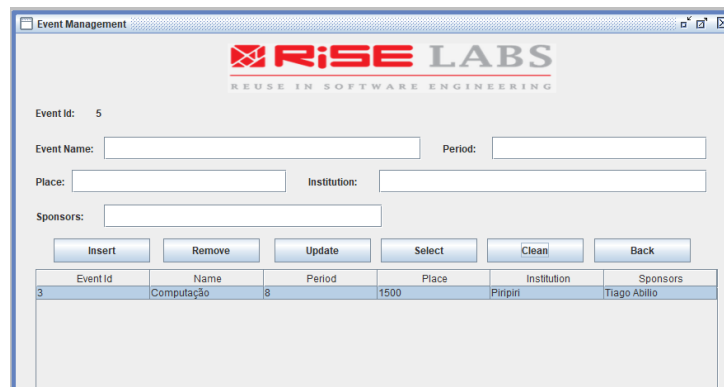 Event Management
RiSE LABS
REUSE IN SOFTWARE ENGINEERING
Event Id: 5
Event Name: Period:
Place: Institution:
Sponsors:
Insert Remove Update Select Clean Back
Event Id Name Period Place Institution Sponsors
3 Computação 8 1500 Piripiri Tiago Abilio